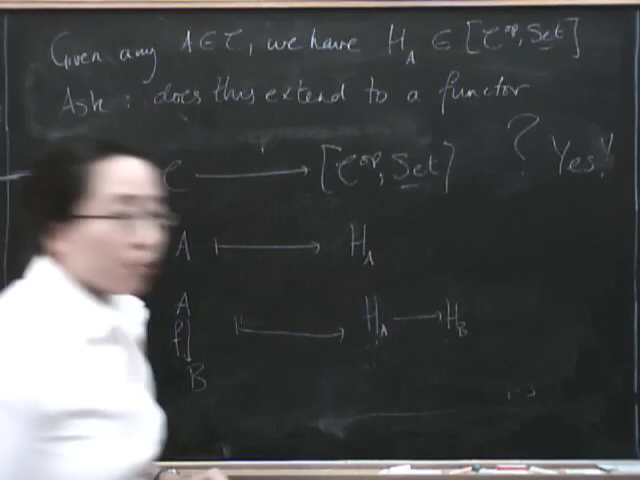 Given any A ∈ C, we have H_A ∈ [C^op, Set]
Ask: does this extend to a functor
C ⟶ [C^op, Set] ? Yes!
A ⟼ H_A
A
f↓ ⟼ H_A ⟶ H_B
B